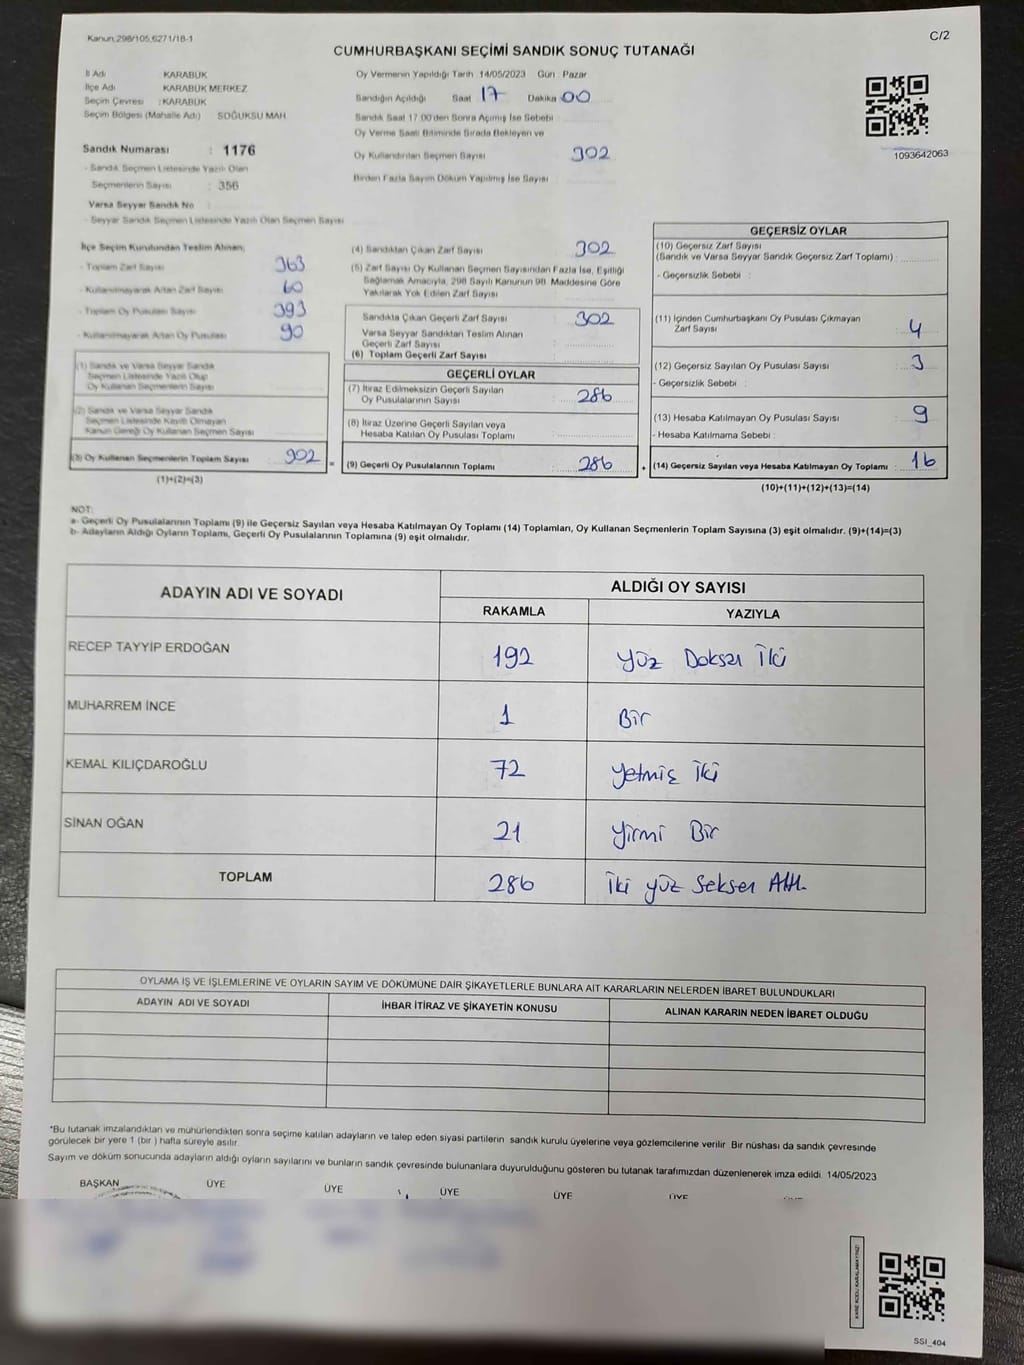 Kanun,298/105,6271/18-1
C/2
CUMHURBAŞKANI SEÇİMİ SANDIK SONUÇ TUTANAĞI
İl Adı KARABÜK
İlçe Adı KARABÜK MERKEZ
Seçim Çevresi : KARABÜK
Seçim Bölgesi (Mahalle Adı) SOĞUKSU MAH.
Sandık Numarası : 1176
- Sandık Seçmen Listesinde Yazılı Olan
Seçmenlerin Sayısı : 356
Varsa Seyyar Sandık No
- Seyyar Sandık Seçmen Listesinde Yazılı Olan Seçmen Sayısı
Oy Vermenin Yapıldığı Tarih 14/05/2023 Gün Pazar
Sandığın Açıldığı Saat 17 Dakika 00
Sandık Saat 17.00'den Sonra Açılmış İse Sebebi
Oy Verme Saati Bitiminde Sırada Bekleyen ve
Oy Kullandırılan Seçmen Sayısı 302
Birden Fazla Sayım Döküm Yapılmış İse Sayısı
1093642063
İlçe Seçim Kurulundan Teslim Alınan;
- Toplam Zarf Sayısı 363
- Kullanılmayarak Artan Zarf Sayısı 60
- Toplam Oy Pusulası Sayısı 393
- Kullanılmayarak Artan Oy Pusulası 90
(1) Sandık ve Varsa Seyyar Sandık
Seçmen Listesinde Yazılı Olup
Oy Kullanan Seçmenlerin Sayısı
(2) Sandık ve Varsa Seyyar Sandık
Seçmen Listesinde Kayıtlı Olmayan
Kanun Gereği Oy Kullanan Seçmen Sayısı
(3) Oy Kullanan Seçmenlerin Toplam Sayısı 902 =
(1)+(2)=(3)
(4) Sandıktan Çıkan Zarf Sayısı 302
(5) Zarf Sayısı Oy Kullanan Seçmen Sayısından Fazla İse, Eşitliği
Sağlamak Amacıyla, 298 Sayılı Kanunun 98. Maddesine Göre
Yakılarak Yok Edilen Zarf Sayısı
Sandıkta Çıkan Geçerli Zarf Sayısı 302
Varsa Seyyar Sandıktan Teslim Alınan
Geçerli Zarf Sayısı
(6) Toplam Geçerli Zarf Sayısı
GEÇERLİ OYLAR
(7) İtiraz Edilmeksizin Geçerli Sayılan
Oy Pusulalarının Sayısı 286
(8) İtiraz Üzerine Geçerli Sayılan veya
Hesaba Katılan Oy Pusulası Toplamı
(9) Geçerli Oy Pusulalarının Toplamı 286 +
GEÇERSİZ OYLAR
(10) Geçersiz Zarf Sayısı
(Sandık ve Varsa Seyyar Sandık Geçersiz Zarf Toplamı) :
- Geçersizlik Sebebi :
(11) İçinden Cumhurbaşkanı Oy Pusulası Çıkmayan
Zarf Sayısı 4
(12) Geçersiz Sayılan Oy Pusulası Sayısı 3
- Geçersizlik Sebebi :
(13) Hesaba Katılmayan Oy Pusulası Sayısı 9
- Hesaba Katılmama Sebebi :
(14) Geçersiz Sayılan veya Hesaba Katılmayan Oy Toplamı : 16
(10)+(11)+(12)+(13)=(14)
NOT:
a- Geçerli Oy Pusulalarının Toplamı (9) ile Geçersiz Sayılan veya Hesaba Katılmayan Oy Toplamı (14) Toplamları, Oy Kullanan Seçmenlerin Toplam Sayısına (3) eşit olmalıdır. (9)+(14)=(3)
b- Adayların Aldığı Oyların Toplamı, Geçerli Oy Pusulalarının Toplamına (9) eşit olmalıdır.
ADAYIN ADI VE SOYADI ALDIĞI OY SAYISI
RAKAMLA YAZIYLA
RECEP TAYYİP ERDOĞAN 192 Yüz Doksan İki
MUHARREM İNCE 1 Bir
KEMAL KILIÇDAROĞLU 72 Yetmiş İki
SİNAN OĞAN 21 Yirmi Bir
TOPLAM 286 İki Yüz Seksen Altı
OYLAMA İŞ VE İŞLEMLERİNE VE OYLARIN SAYIM VE DÖKÜMÜNE DAİR ŞİKAYETLERLE BUNLARA AİT KARARLARIN NELERDEN İBARET BULUNDUKLARI
ADAYIN ADI VE SOYADI İHBAR İTİRAZ VE ŞİKAYETİN KONUSU ALINAN KARARIN NEDEN İBARET OLDUĞU
*Bu tutanak imzalandıktan ve mühürlendikten sonra seçime katılan adayların ve talep eden siyasi partilerin sandık kurulu üyelerine veya gözlemcilerine verilir. Bir nüshası da sandık çevresinde
görülecek bir yere 1 (bir ) hafta süreyle asılır.
Sayım ve döküm sonucunda adayların aldığı oyların sayılarını ve bunların sandık çevresinde bulunanlara duyurulduğunu gösteren bu tutanak tarafımızdan düzenlenerek imza edildi. 14/05/2023
BAŞKAN ÜYE ÜYE ÜYE ÜYE ÜYE
KARE KODU KARALAMAYINIZ!
SSI_404